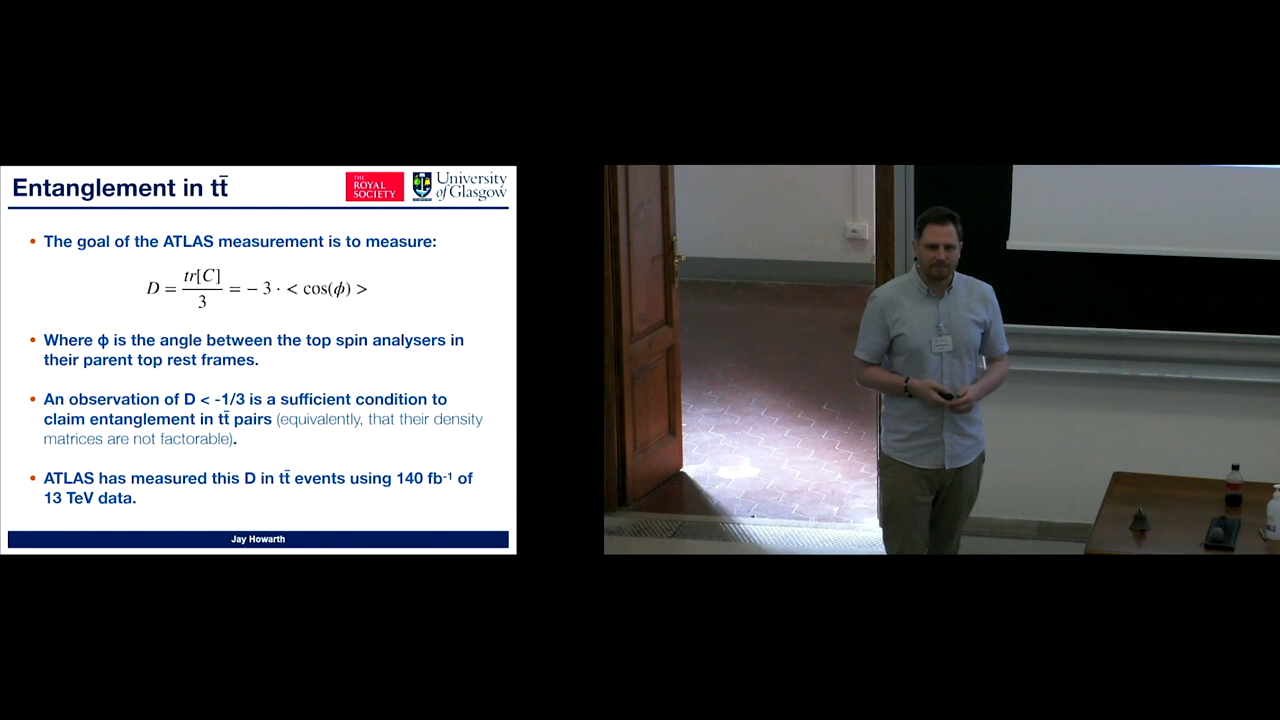 Entanglement in tt̄
THE
ROYAL
SOCIETY
University
of Glasgow
• The goal of the ATLAS measurement is to measure:
D = tr[C]/3 = − 3 · < cos(ϕ) >
• Where ϕ is the angle between the top spin analysers in
their parent top rest frames.
• An observation of D < -1/3 is a sufficient condition to
claim entanglement in tt̄ pairs (equivalently, that their density
matrices are not factorable).
• ATLAS has measured this D in tt̄ events using 140 fb⁻¹ of
13 TeV data.
Jay Howarth